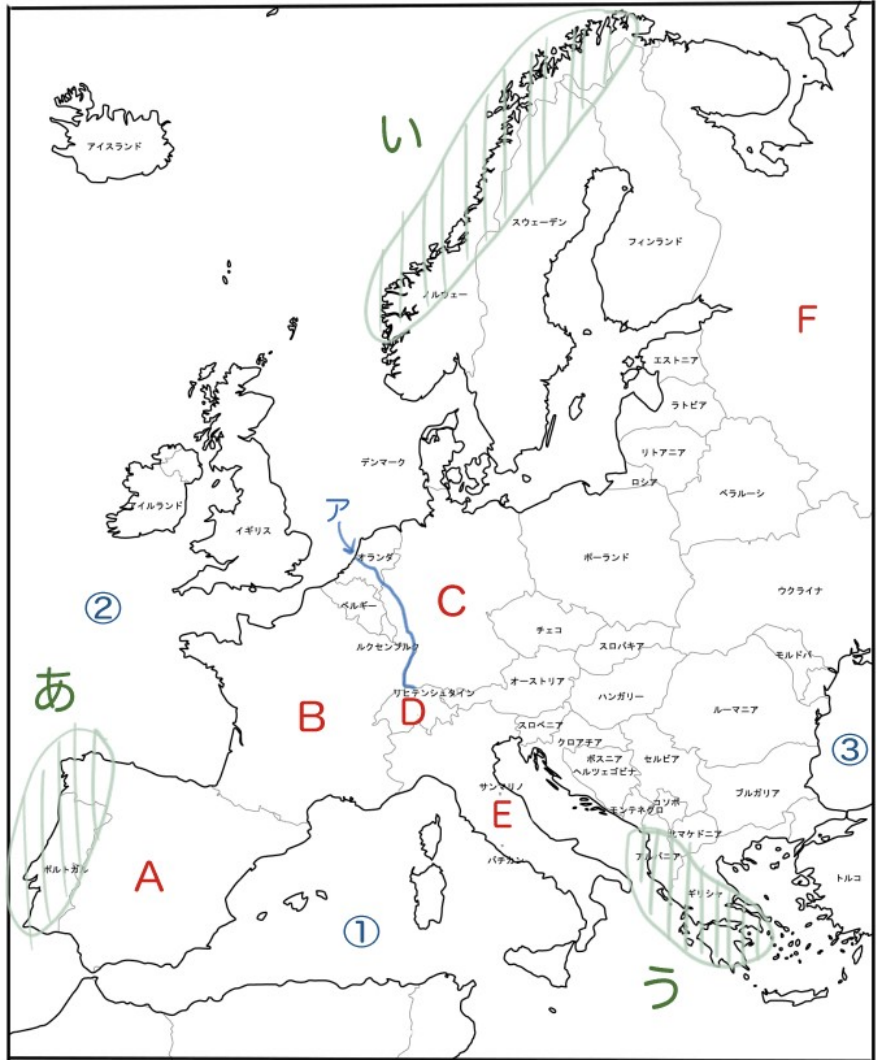 い
アイスランド
スウェーデン
フィンランド
ノルウェー
F
エストニア
ラトビア
デンマーク
リトアニア
ロシア
ベラルーシ
ア
アイルランド
イギリス
オランダ
ポーランド
C
ウクライナ
②
ベルギー
チェコ
スロバキア
ルクセンブルク
モルドバ
あ
リヒテンシュタイン
オーストリア
ハンガリー
B
D
ルーマニア
スロベニア
クロアチア
③
ボスニア
ヘルツェゴビナ
セルビア
サンマリノ
ブルガリア
コソボ
モンテネグロ
E
北マケドニア
アルバニア
バチカン
ポルトガル
A
トルコ
ギリシャ
①
う